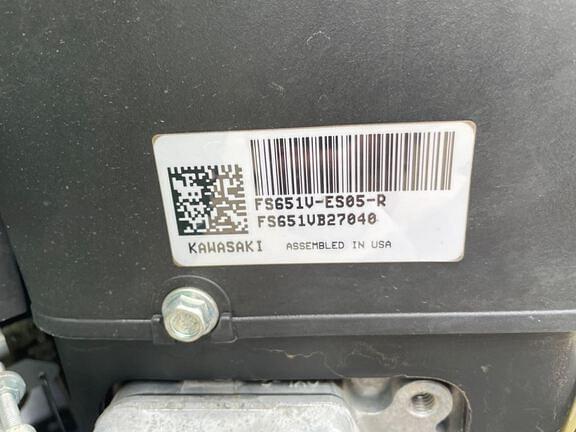 FS651V-ES05-R
FS651VB27040
KAWASAKI ASSEMBLED IN USA